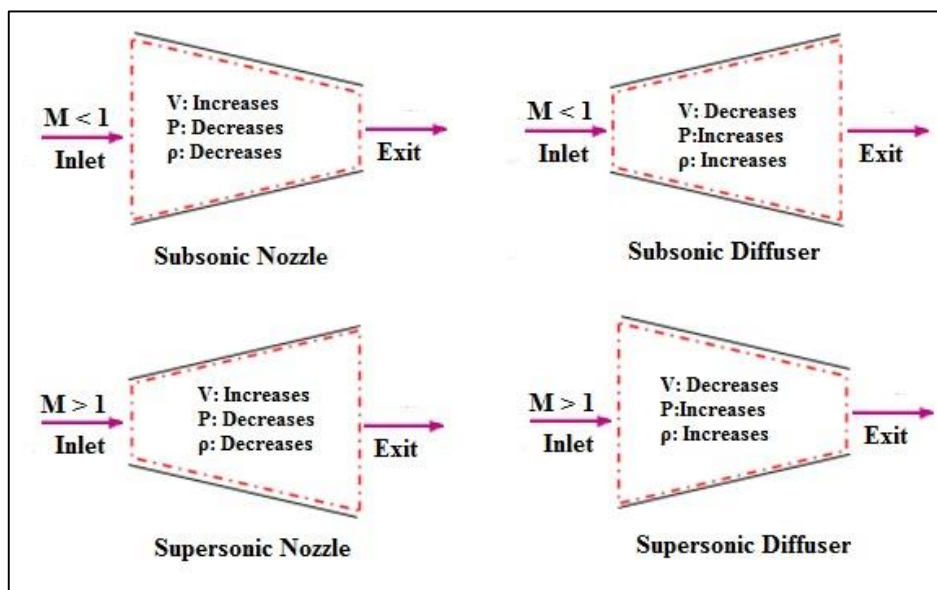 M < 1
Inlet
V: Increases
P: Decreases
ρ: Decreases
Exit
Subsonic Nozzle
M < 1
Inlet
V: Decreases
P:Increases
ρ: Increases
Exit
Subsonic Diffuser
M > 1
Inlet
V: Increases
P: Decreases
ρ: Decreases
Exit
Supersonic Nozzle
M > 1
Inlet
V: Decreases
P:Increases
ρ: Increases
Exit
Supersonic Diffuser